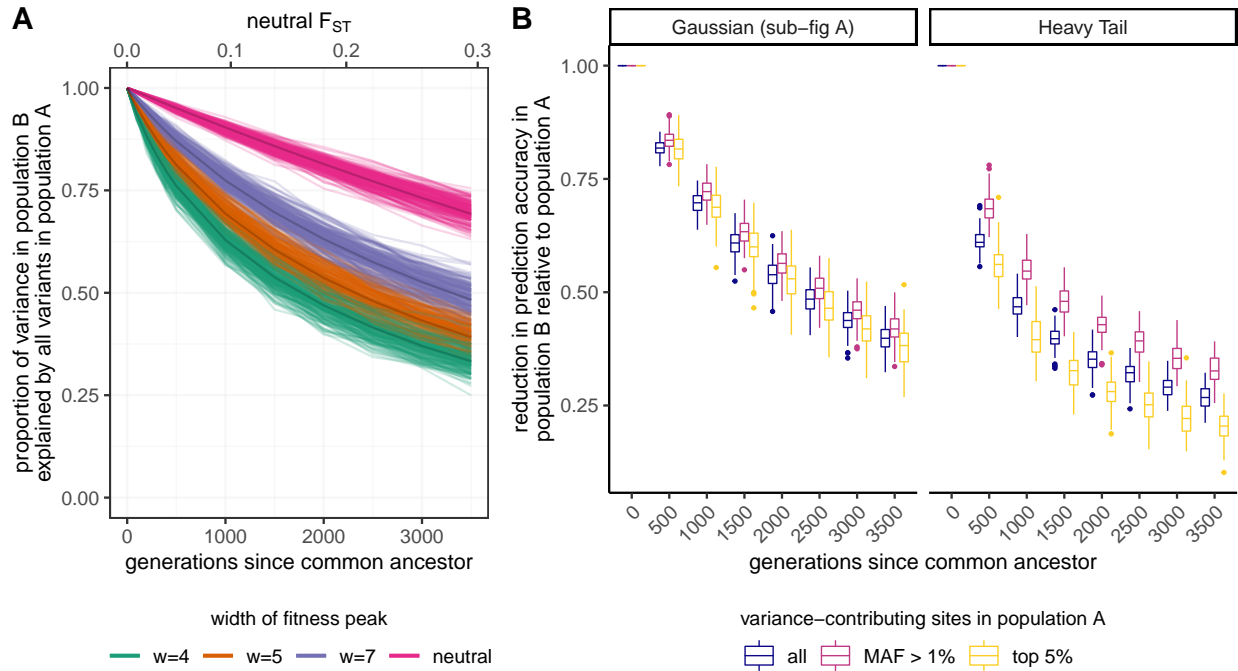 A
neutral FST
0.0 0.1 0.2 0.3
proportion of variance in population B
explained by all variants in population A
1.00
0.75
0.50
0.25
0.00
0 1000 2000 3000
generations since common ancestor
width of fitness peak
w=4 w=5 w=7 neutral
B
Gaussian (sub−fig A) Heavy Tail
reduction in prediction accuracy in
population B relative to population A
1.00
0.75
0.50
0.25
0 500 1000 1500 2000 2500 3000 3500 0 500 1000 1500 2000 2500 3000 3500
generations since common ancestor
variance−contributing sites in population A
all MAF > 1% top 5%